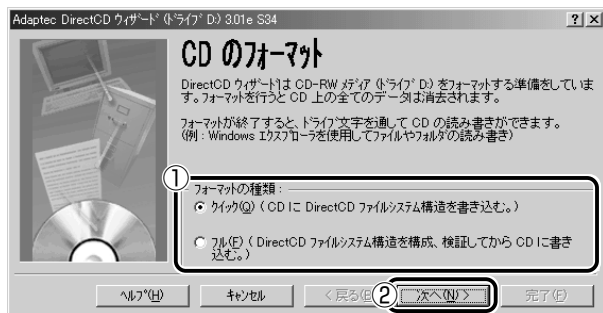 Adaptec DirectCD ウィザード (ドライブ D:) 3.01e S34
CD のフォーマット
DirectCD ウィザードは CD-RW メディア (ドライブ D:) をフォーマットする準備をしていま
す。フォーマットを行うと CD 上の全てのデータは消去されます。
フォーマットが終了すると、ドライブ文字を通して CD の読み書きができます。
(例 : Windows エクスプローラを使用してファイルやフォルダの読み書き)
①
フォーマットの種類 :
クイック(Q) ( CD に DirectCD ファイルシステム構造を書き込む。)
フル(F) ( DirectCD ファイルシステム構造を構成、検証してから CD に書き
込む。)
ヘルプ(H)
キャンセル
< 戻る(B)
②
次へ(N) >
完了(F)